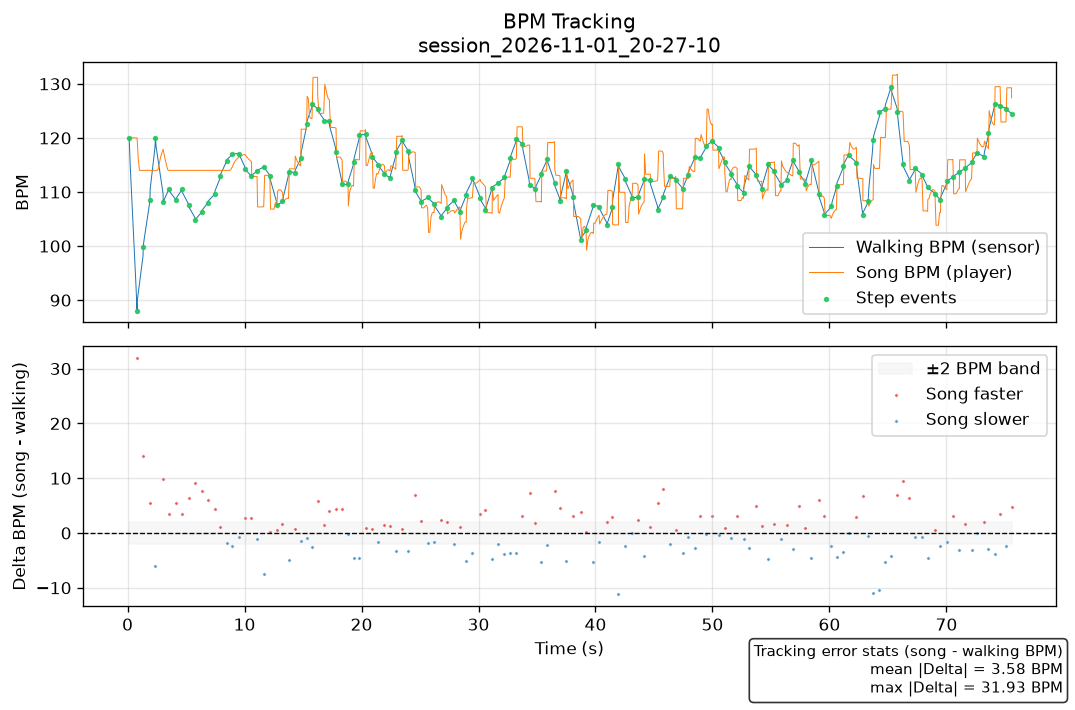 BPM Tracking
session_2026-11-01_20-27-10
BPM
130
120
110
100
90
Walking BPM (sensor)
Song BPM (player)
Step events
Delta BPM (song - walking)
30
20
10
0
−10
±2 BPM band
Song faster
Song slower
0 10 20 30 40 50 60 70
Time (s)
Tracking error stats (song - walking BPM)
mean |Delta| = 3.58 BPM
max |Delta| = 31.93 BPM